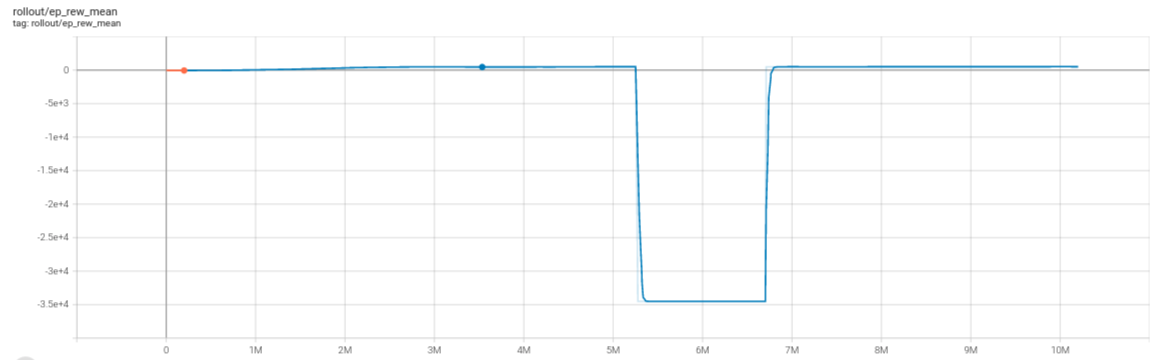 rollout/ep_rew_mean
tag: rollout/ep_rew_mean
0
-5e+3
-1e+4
-1.5e+4
-2e+4
-2.5e+4
-3e+4
-3.5e+4
0 1M 2M 3M 4M 5M 6M 7M 8M 9M 10M